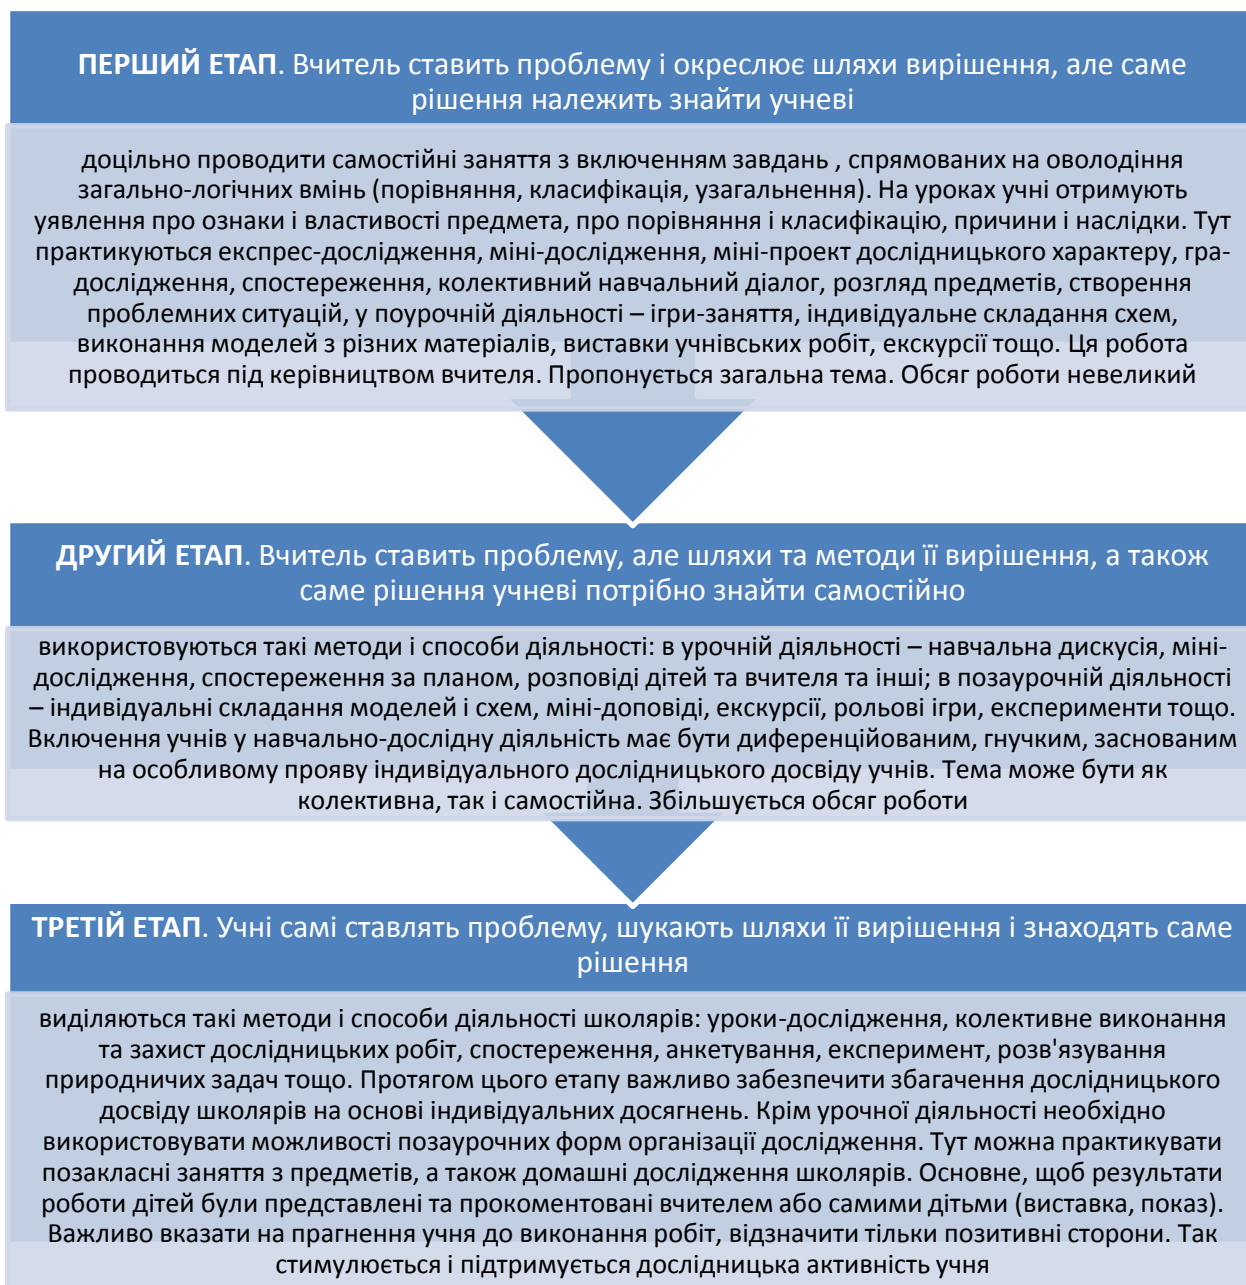 ПЕРШИЙ ЕТАП. Вчитель ставить проблему і окреслює шляхи вирішення, але саме
рішення належить знайти учневі
доцільно проводити самостійні заняття з включенням завдань , спрямованих на оволодіння
загально-логічних вмінь (порівняння, класифікація, узагальнення). На уроках учні отримують
уявлення про ознаки і властивості предмета, про порівняння і класифікацію, причини і наслідки. Тут
практикуються експрес-дослідження, міні-дослідження, міні-проект дослідницького характеру, гра-
дослідження, спостереження, колективний навчальний діалог, розгляд предметів, створення
проблемних ситуацій, у поурочній діяльності – ігри-заняття, індивідуальне складання схем,
виконання моделей з різних матеріалів, виставки учнівських робіт, екскурсії тощо. Ця робота
проводиться під керівництвом вчителя. Пропонується загальна тема. Обсяг роботи невеликий
ДРУГИЙ ЕТАП. Вчитель ставить проблему, але шляхи та методи її вирішення, а також
саме рішення учневі потрібно знайти самостійно
використовуються такі методи і способи діяльності: в урочній діяльності – навчальна дискусія, міні-
дослідження, спостереження за планом, розповіді дітей та вчителя та інші; в позаурочній діяльності
– індивідуальні складання моделей і схем, міні-доповіді, екскурсії, рольові ігри, експерименти тощо.
Включення учнів у навчально-дослідну діяльність має бути диференційованим, гнучким, заснованим
на особливому прояву індивідуального дослідницького досвіду учнів. Тема може бути як
колективна, так і самостійна. Збільшується обсяг роботи
ТРЕТІЙ ЕТАП. Учні самі ставлять проблему, шукають шляхи її вирішення і знаходять саме
рішення
виділяються такі методи і способи діяльності школярів: уроки-дослідження, колективне виконання
та захист дослідницьких робіт, спостереження, анкетування, експеримент, розв'язування
природничих задач тощо. Протягом цього етапу важливо забезпечити збагачення дослідницького
досвіду школярів на основі індивідуальних досягнень. Крім урочної діяльності необхідно
використовувати можливості позаурочних форм організації дослідження. Тут можна практикувати
позакласні заняття з предметів, а також домашні дослідження школярів. Основне, щоб результати
роботи дітей були представлені та прокоментовані вчителем або самими дітьми (виставка, показ).
Важливо вказати на прагнення учня до виконання робіт, відзначити тільки позитивні сторони. Так
стимулюється і підтримується дослідницька активність учня